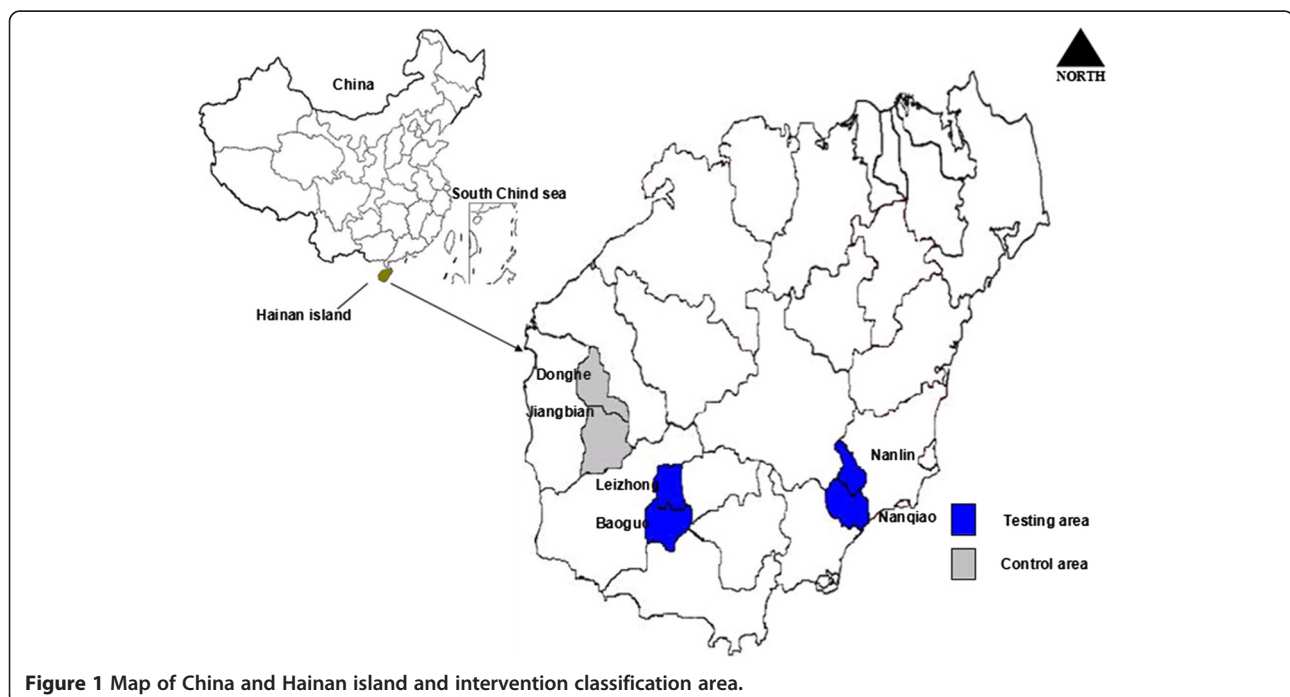 NORTH
China
South Chind sea
Hainan island
Donghe
Jiangbian
Leizhong
Baoguo
Nanlin
Nanqiao
Testing area
Control area
Figure 1 Map of China and Hainan island and intervention classification area.